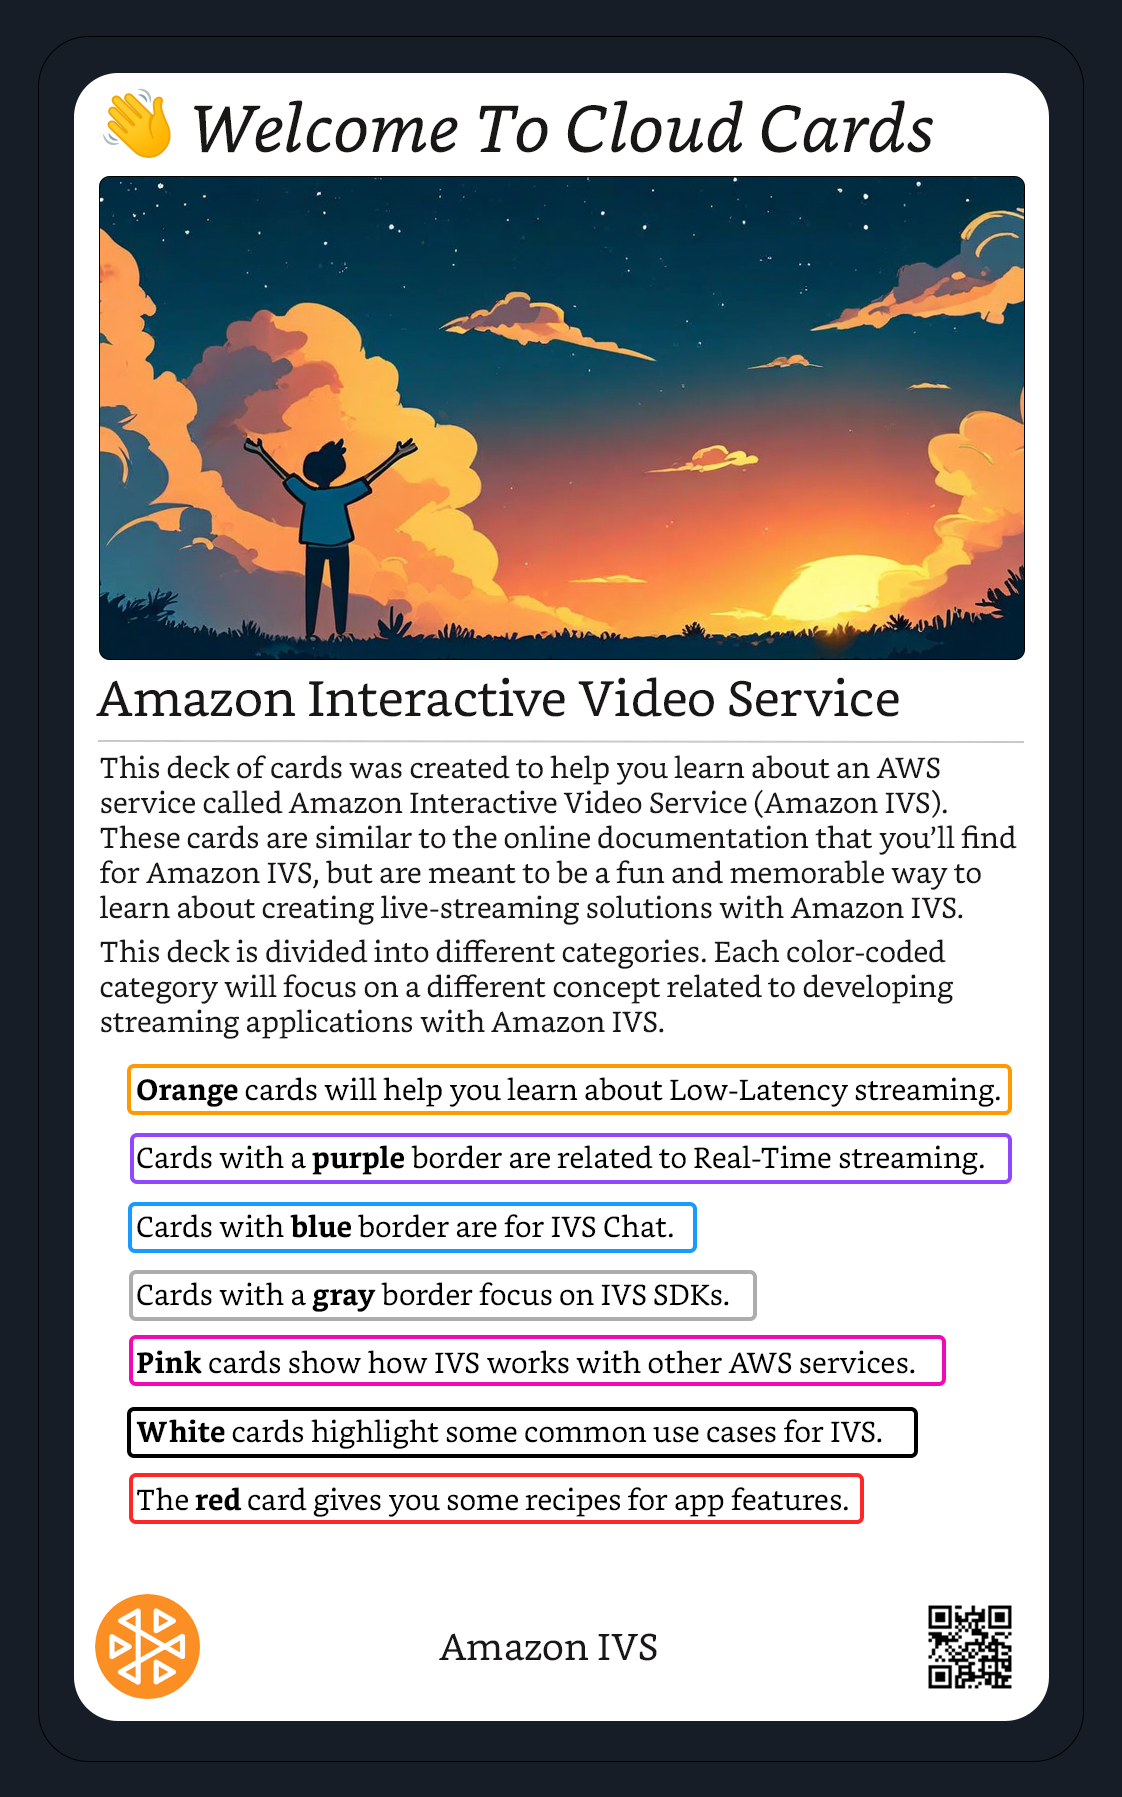 👋 Welcome To Cloud Cards
Amazon Interactive Video Service
This deck of cards was created to help you learn about an AWS
service called Amazon Interactive Video Service (Amazon IVS).
These cards are similar to the online documentation that you’ll find
for Amazon IVS, but are meant to be a fun and memorable way to
learn about creating live-streaming solutions with Amazon IVS.
This deck is divided into different categories. Each color-coded
category will focus on a different concept related to developing
streaming applications with Amazon IVS.
Orange cards will help you learn about Low-Latency streaming.
Cards with a purple border are related to Real-Time streaming.
Cards with blue border are for IVS Chat.
Cards with a gray border focus on IVS SDKs.
Pink cards show how IVS works with other AWS services.
White cards highlight some common use cases for IVS.
The red card gives you some recipes for app features.
Amazon IVS